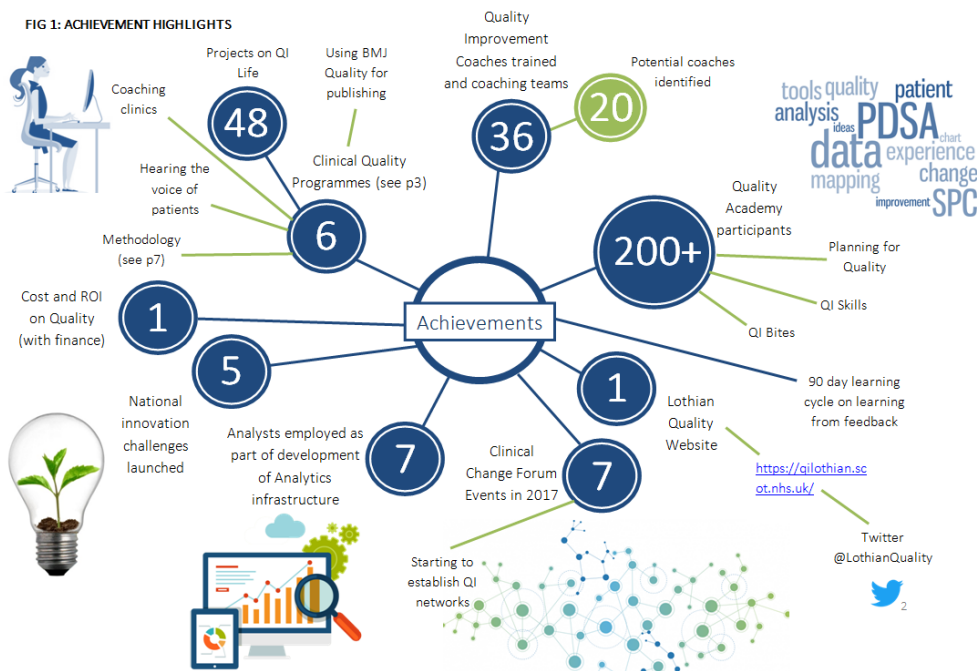 FIG 1: ACHIEVEMENT HIGHLIGHTS
Projects on QI
Life
48
Using BMJ
Quality for
publishing
Coaching
clinics
Hearing the
voice of
patients
Methodology
(see p7)
Clinical Quality
Programmes (see p3)
6
Quality
Improvement
Coaches trained
and coaching teams
36
Potential coaches
identified
20
tools quality patient
analysis ideas PDSA chart
data experience
mapping change
improvement SPC
Quality
Academy
participants
200+
Planning for
Quality
QI Skills
QI Bites
Cost and ROI
on Quality
(with finance)
1
Achievements
5
National
innovation
challenges
launched
Analysts employed as
part of development
of Analytics
infrastructure
7
Clinical
Change Forum
Events in 2017
7
Starting to
establish QI
networks
1
Lothian
Quality
Website
90 day learning
cycle on learning
from feedback
https://qilothian.sc
ot.nhs.uk/
Twitter
@LothianQuality
2